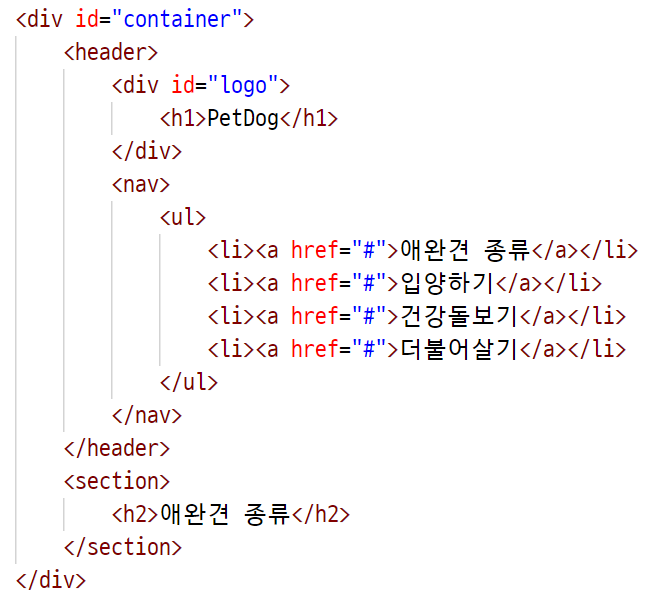 <div id="container">
<header>
<div id="logo">
<h1>PetDog</h1>
</div>
<nav>
<ul>
<li><a href="#">애완견 종류</a></li>
<li><a href="#">입양하기</a></li>
<li><a href="#">건강돌보기</a></li>
<li><a href="#">더불어살기</a></li>
</ul>
</nav>
</header>
<section>
<h2>애완견 종류</h2>
</section>
</div>